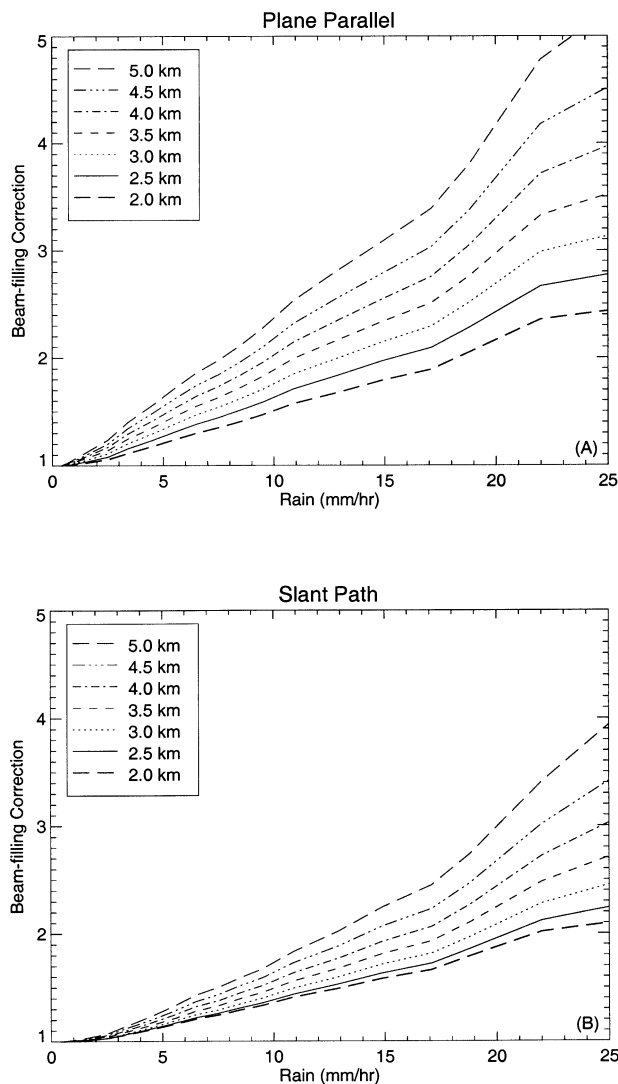 Plane Parallel
5
4
3
2
1
Beam-filling Correction
5.0 km
4.5 km
4.0 km
3.5 km
3.0 km
2.5 km
2.0 km
(A)
0 5 10 15 20 25
Rain (mm/hr)
Slant Path
5
4
3
2
1
Beam-filling Correction
5.0 km
4.5 km
4.0 km
3.5 km
3.0 km
2.5 km
2.0 km
(B)
0 5 10 15 20 25
Rain (mm/hr)